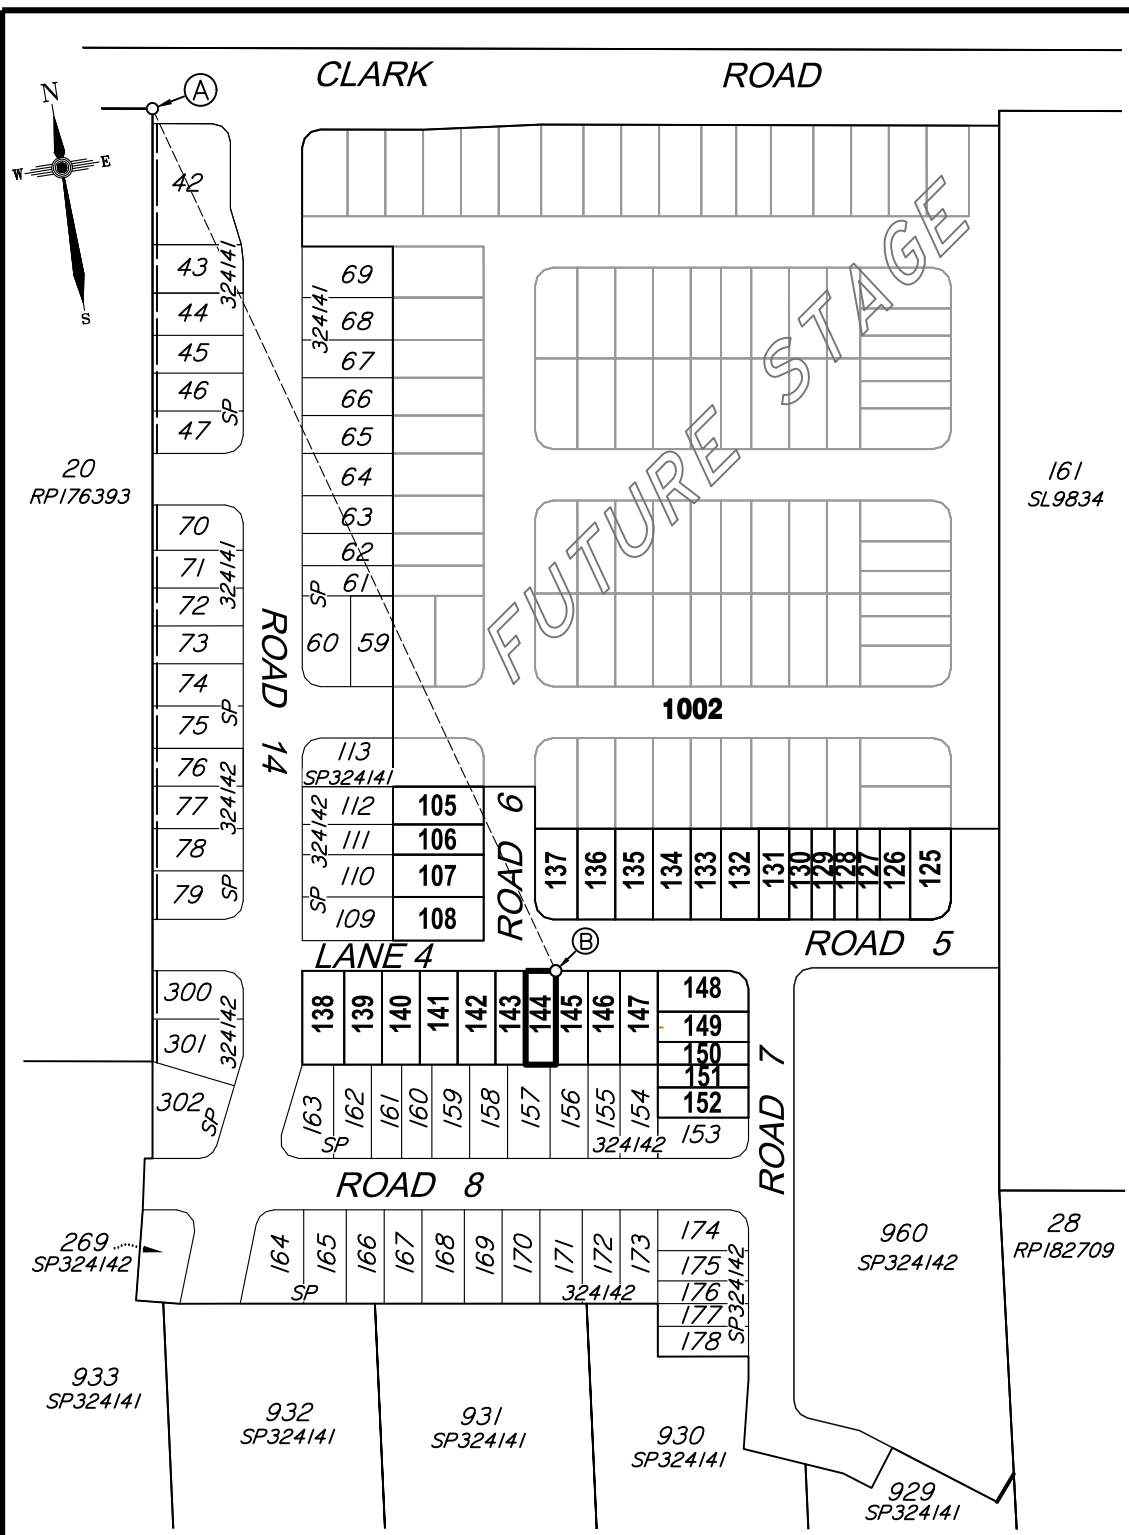 CLARK ROAD
N
W E
S
A
42
43
44
45
46
47
SP 324141
69
68
67
66
65
64
63
62
61
60 59
SP 324141
20
RP176393
161
SL9834
FUTURE STAGE
70
71
72
73
74
75
76
77
78
79
SP 324141
SP 324142
ROAD 14
1002
113
SP324141
112
111
110
109
SP 324142
105
106
107
108
ROAD 6
137 136 135 134 133 132 131 130 129 128 127 126 125
LANE 4
B
ROAD 5
300
301
302
SP 324142
138 139 140 141 142 143 144 145 146 147
148
149
150
151
152
153
ROAD 7
163 162 161 160 159 158 157 156 155 154
SP 324142
ROAD 8
269
SP324142
164 165 166 167 168 169 170 171 172 173
SP 324142
174
175
176
177
178
SP324142
960
SP324142
28
RP182709
933
SP324141
932
SP324141
931
SP324141
930
SP324141
929
SP324141